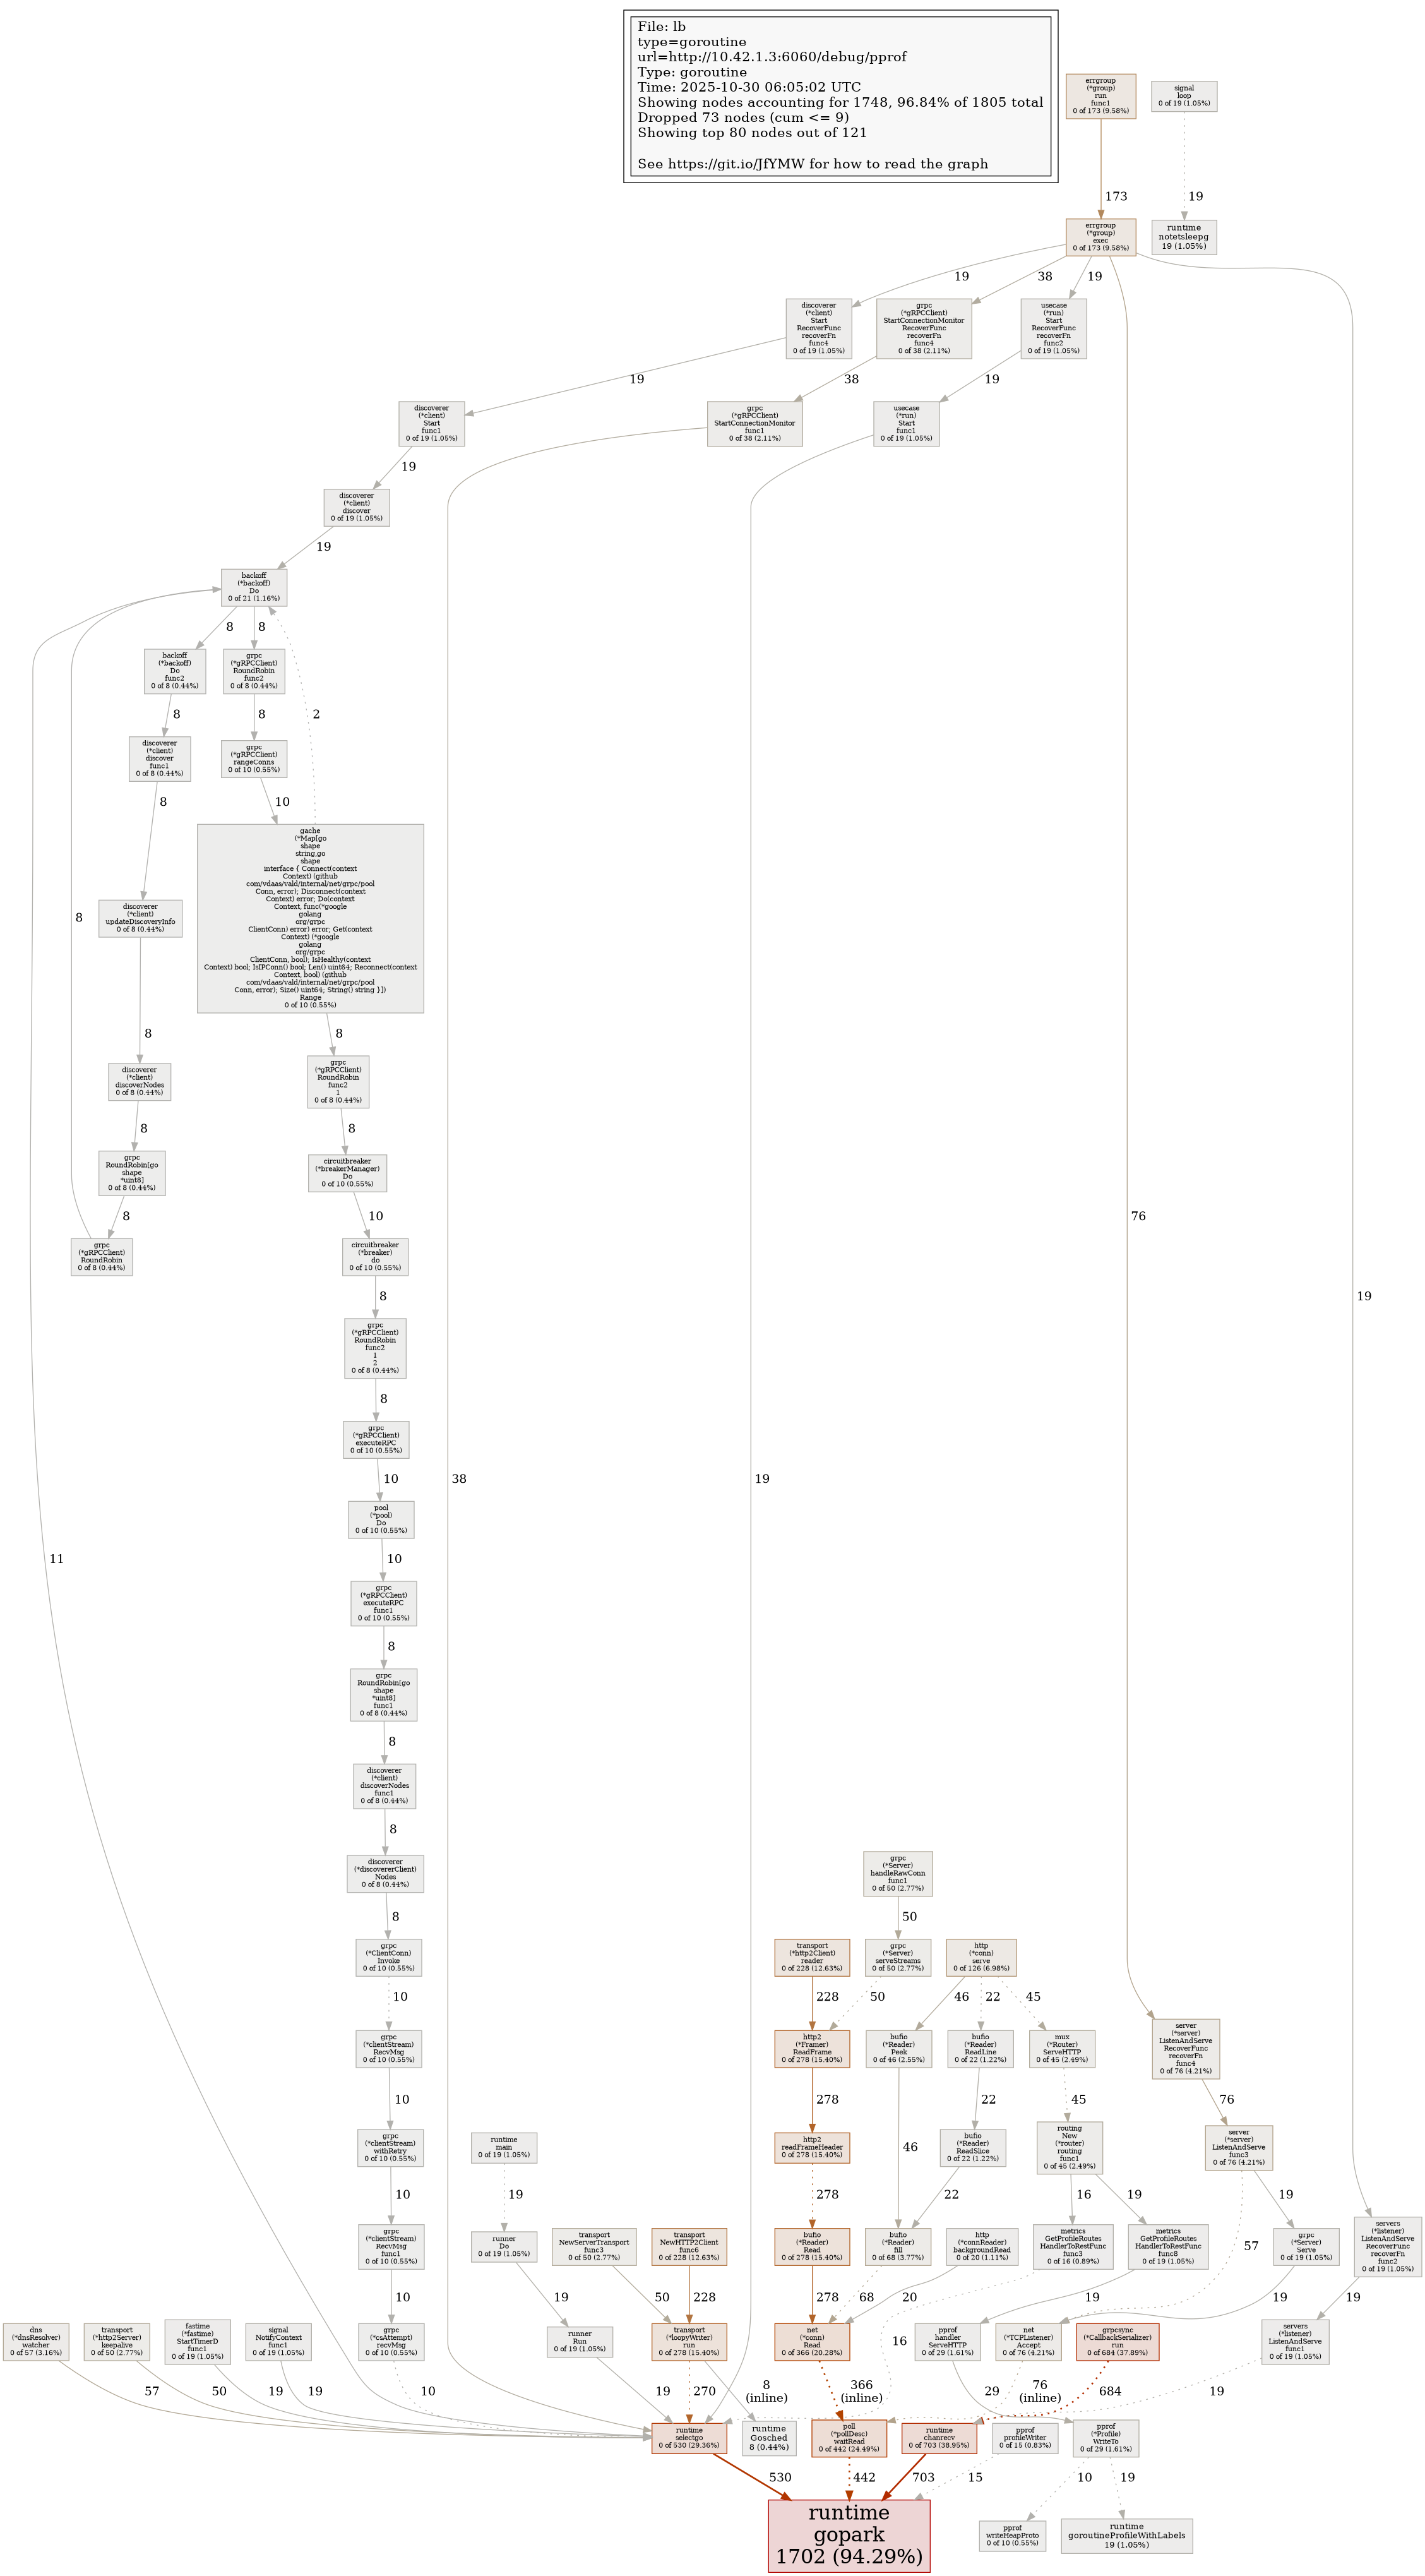 File: lb
type=goroutine
url=http://10.42.1.3:6060/debug/pprof
Type: goroutine
Time: 2025-10-30 06:05:02 UTC
Showing nodes accounting for 1748, 96.84% of 1805 total
Dropped 73 nodes (cum <= 9)
Showing top 80 nodes out of 121
See https://git.io/JfYMW for how to read the graph
errgroup
(*group)
run
func1
0 of 173 (9.58%)
signal
loop
0 of 19 (1.05%)
173
19
errgroup
(*group)
exec
0 of 173 (9.58%)
runtime
notetsleepg
19 (1.05%)
19
38
19
discoverer
(*client)
Start
RecoverFunc
recoverFn
func4
0 of 19 (1.05%)
grpc
(*gRPCClient)
StartConnectionMonitor
RecoverFunc
recoverFn
func4
0 of 38 (2.11%)
usecase
(*run)
Start
RecoverFunc
recoverFn
func2
0 of 19 (1.05%)
19
38
19
discoverer
(*client)
Start
func1
0 of 19 (1.05%)
grpc
(*gRPCClient)
StartConnectionMonitor
func1
0 of 38 (2.11%)
usecase
(*run)
Start
func1
0 of 19 (1.05%)
19
discoverer
(*client)
discover
0 of 19 (1.05%)
19
backoff
(*backoff)
Do
0 of 21 (1.16%)
8
8
backoff
(*backoff)
Do
func2
0 of 8 (0.44%)
grpc
(*gRPCClient)
RoundRobin
func2
0 of 8 (0.44%)
8
8
2
discoverer
(*client)
discover
func1
0 of 8 (0.44%)
grpc
(*gRPCClient)
rangeConns
0 of 10 (0.55%)
8
10
gache
(*Map[go
shape
string,go
shape
interface { Connect(context
Context) (github
com/vdaas/vald/internal/net/grpc/pool
Conn, error); Disconnect(context
Context) error; Do(context
Context, func(*google
golang
org/grpc
ClientConn) error) error; Get(context
Context) (*google
golang
org/grpc
ClientConn, bool); IsHealthy(context
Context) bool; IsIPConn() bool; Len() uint64; Reconnect(context
Context, bool) (github
com/vdaas/vald/internal/net/grpc/pool
Conn, error); Size() uint64; String() string }])
Range
0 of 10 (0.55%)
8
discoverer
(*client)
updateDiscoveryInfo
0 of 8 (0.44%)
8
8
discoverer
(*client)
discoverNodes
0 of 8 (0.44%)
grpc
(*gRPCClient)
RoundRobin
func2
1
0 of 8 (0.44%)
8
8
grpc
RoundRobin[go
shape
*uint8]
0 of 8 (0.44%)
circuitbreaker
(*breakerManager)
Do
0 of 10 (0.55%)
8
10
76
grpc
(*gRPCClient)
RoundRobin
0 of 8 (0.44%)
circuitbreaker
(*breaker)
do
0 of 10 (0.55%)
8
19
grpc
(*gRPCClient)
RoundRobin
func2
1
2
0 of 8 (0.44%)
8
grpc
(*gRPCClient)
executeRPC
0 of 10 (0.55%)
10
38
19
pool
(*pool)
Do
0 of 10 (0.55%)
11
10
grpc
(*gRPCClient)
executeRPC
func1
0 of 10 (0.55%)
8
grpc
RoundRobin[go
shape
*uint8]
func1
0 of 8 (0.44%)
8
discoverer
(*client)
discoverNodes
func1
0 of 8 (0.44%)
8
discoverer
(*discovererClient)
Nodes
0 of 8 (0.44%)
grpc
(*Server)
handleRawConn
func1
0 of 50 (2.77%)
8
50
grpc
(*ClientConn)
Invoke
0 of 10 (0.55%)
transport
(*http2Client)
reader
0 of 228 (12.63%)
grpc
(*Server)
serveStreams
0 of 50 (2.77%)
http
(*conn)
serve
0 of 126 (6.98%)
10
228
50
46
22
45
grpc
(*clientStream)
RecvMsg
0 of 10 (0.55%)
http2
(*Framer)
ReadFrame
0 of 278 (15.40%)
bufio
(*Reader)
Peek
0 of 46 (2.55%)
bufio
(*Reader)
ReadLine
0 of 22 (1.22%)
mux
(*Router)
ServeHTTP
0 of 45 (2.49%)
server
(*server)
ListenAndServe
RecoverFunc
recoverFn
func4
0 of 76 (4.21%)
10
278
22
45
76
grpc
(*clientStream)
withRetry
0 of 10 (0.55%)
runtime
main
0 of 19 (1.05%)
http2
readFrameHeader
0 of 278 (15.40%)
46
bufio
(*Reader)
ReadSlice
0 of 22 (1.22%)
routing
New
(*router)
routing
func1
0 of 45 (2.49%)
server
(*server)
ListenAndServe
func3
0 of 76 (4.21%)
10
19
278
22
16
19
19
grpc
(*clientStream)
RecvMsg
func1
0 of 10 (0.55%)
runner
Do
0 of 19 (1.05%)
transport
NewServerTransport
func3
0 of 50 (2.77%)
transport
NewHTTP2Client
func6
0 of 228 (12.63%)
bufio
(*Reader)
Read
0 of 278 (15.40%)
bufio
(*Reader)
fill
0 of 68 (3.77%)
http
(*connReader)
backgroundRead
0 of 20 (1.11%)
metrics
GetProfileRoutes
HandlerToRestFunc
func3
0 of 16 (0.89%)
metrics
GetProfileRoutes
HandlerToRestFunc
func8
0 of 19 (1.05%)
57
grpc
(*Server)
Serve
0 of 19 (1.05%)
servers
(*listener)
ListenAndServe
RecoverFunc
recoverFn
func2
0 of 19 (1.05%)
10
19
50
228
278
68
20
19
19
19
dns
(*dnsResolver)
watcher
0 of 57 (3.16%)
transport
(*http2Server)
keepalive
0 of 50 (2.77%)
fastime
(*fastime)
StartTimerD
func1
0 of 19 (1.05%)
signal
NotifyContext
func1
0 of 19 (1.05%)
grpc
(*csAttempt)
recvMsg
0 of 10 (0.55%)
runner
Run
0 of 19 (1.05%)
transport
(*loopyWriter)
run
0 of 278 (15.40%)
net
(*conn)
Read
0 of 366 (20.28%)
16
pprof
handler
ServeHTTP
0 of 29 (1.61%)
net
(*TCPListener)
Accept
0 of 76 (4.21%)
grpcsync
(*CallbackSerializer)
run
0 of 684 (37.89%)
servers
(*listener)
ListenAndServe
func1
0 of 19 (1.05%)
57
50
19
19
10
19
270
8
(inline)
366
(inline)
29
76
(inline)
684
19
runtime
selectgo
0 of 530 (29.36%)
runtime
Gosched
8 (0.44%)
poll
(*pollDesc)
waitRead
0 of 442 (24.49%)
runtime
chanrecv
0 of 703 (38.95%)
pprof
profileWriter
0 of 15 (0.83%)
pprof
(*Profile)
WriteTo
0 of 29 (1.61%)
530
442
703
15
10
19
runtime
gopark
1702 (94.29%)
pprof
writeHeapProto
0 of 10 (0.55%)
runtime
goroutineProfileWithLabels
19 (1.05%)